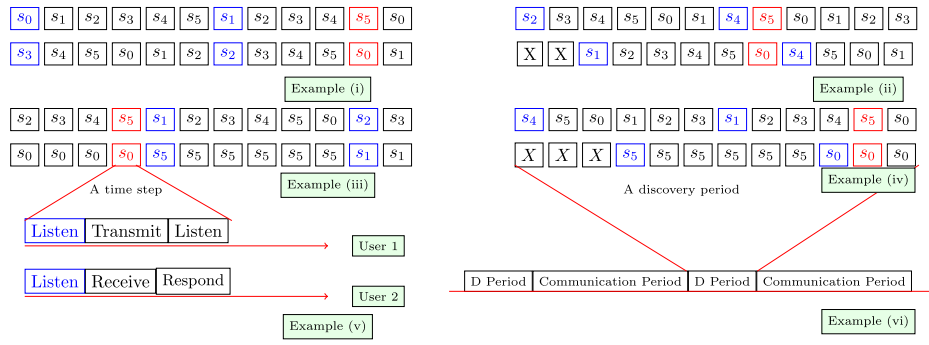 s0 s1 s2 s3 s4 s5 s1 s2 s3 s4 s5 s0
s3 s4 s5 s0 s1 s2 s2 s3 s4 s5 s0 s1
Example (i)
s2 s3 s4 s5 s0 s1 s4 s5 s0 s1 s2 s3
X X s1 s2 s3 s4 s5 s0 s4 s5 s0 s1
Example (ii)
s2 s3 s4 s5 s1 s2 s3 s4 s5 s0 s2 s3
s0 s0 s0 s0 s5 s5 s5 s5 s5 s5 s1 s1
Example (iii)
s4 s5 s0 s1 s2 s3 s1 s2 s3 s4 s5 s0
X X X s5 s5 s5 s5 s5 s5 s0 s0 s0
Example (iv)
A time step
Listen Transmit Listen
User 1
Listen Receive Respond
User 2
Example (v)
A discovery period
D Period Communication Period D Period Communication Period
Example (vi)